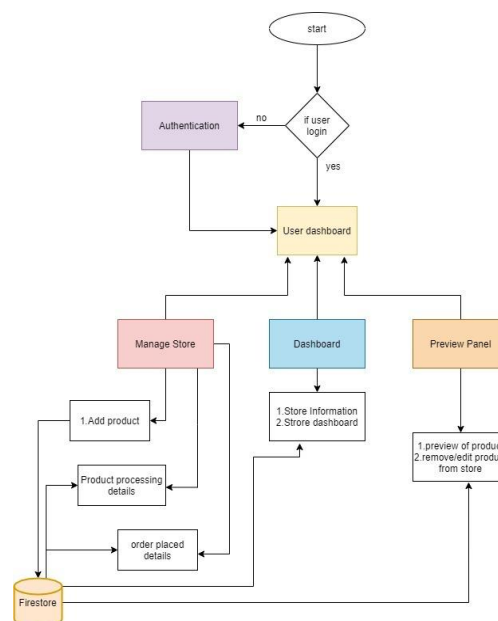 start
if user
login
no
Authentication
yes
User dashboard
Manage Store
Dashboard
Preview Panel
1.Add product
1.Store Information
2.Strore dashboard
1.preview of produc
2.remove/edit produ
from store
Product processing
details
order placed
details
Firestore